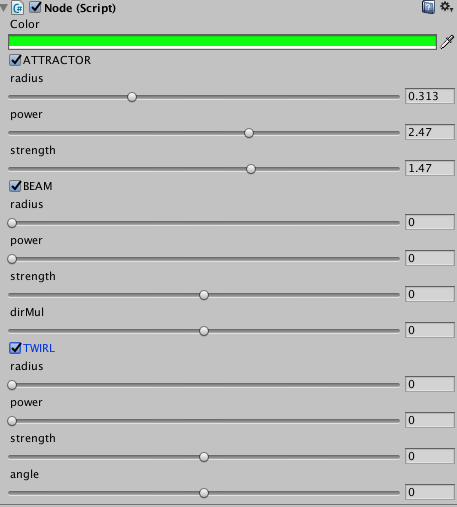 Node (Script)
Color
ATTRACTOR
radius
0.313
power
2.47
strength
1.47
BEAM
radius
0
power
0
strength
0
dirMul
0
TWIRL
radius
0
power
0
strength
0
angle
0